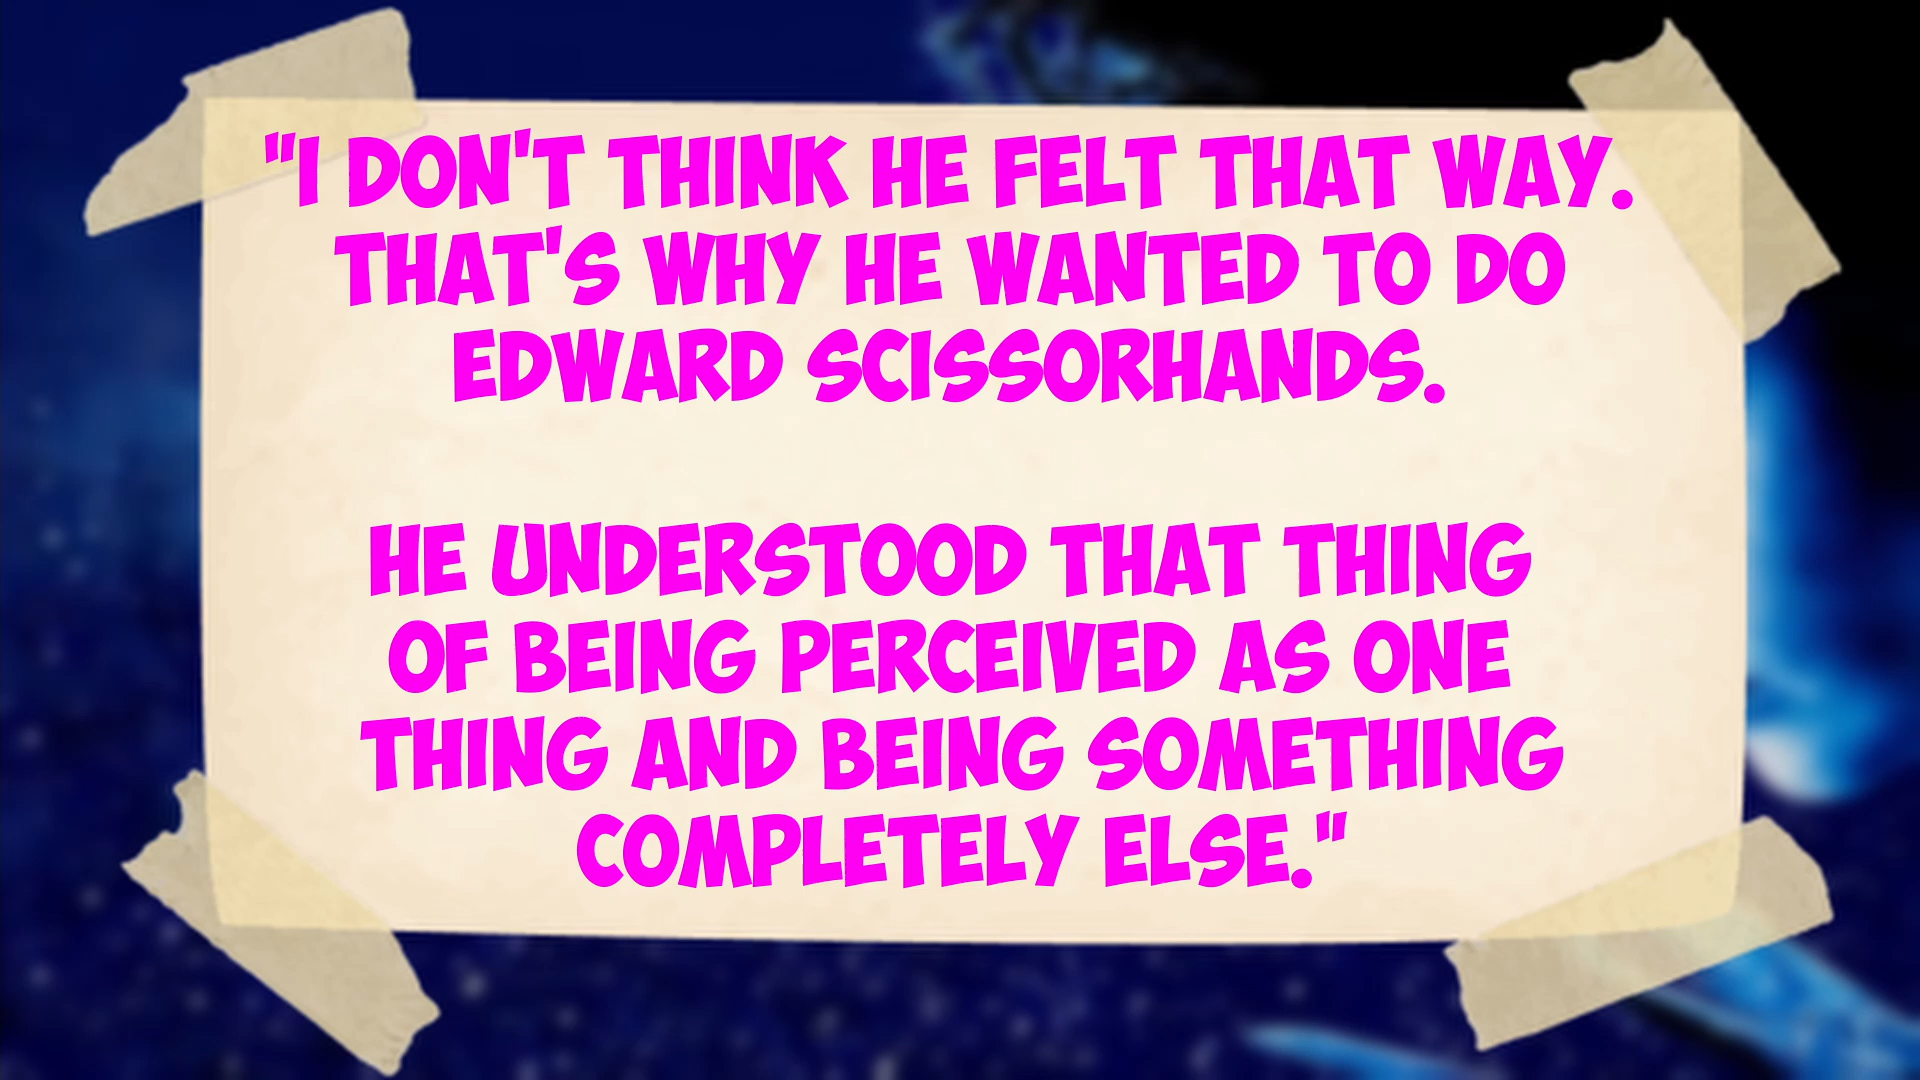 "I DON'T THINK HE FELT THAT WAY.
THAT'S WHY HE WANTED TO DO
EDWARD SCISSORHANDS.
HE UNDERSTOOD THAT THING
OF BEING PERCEIVED AS ONE
THING AND BEING SOMETHING
COMPLETELY ELSE."